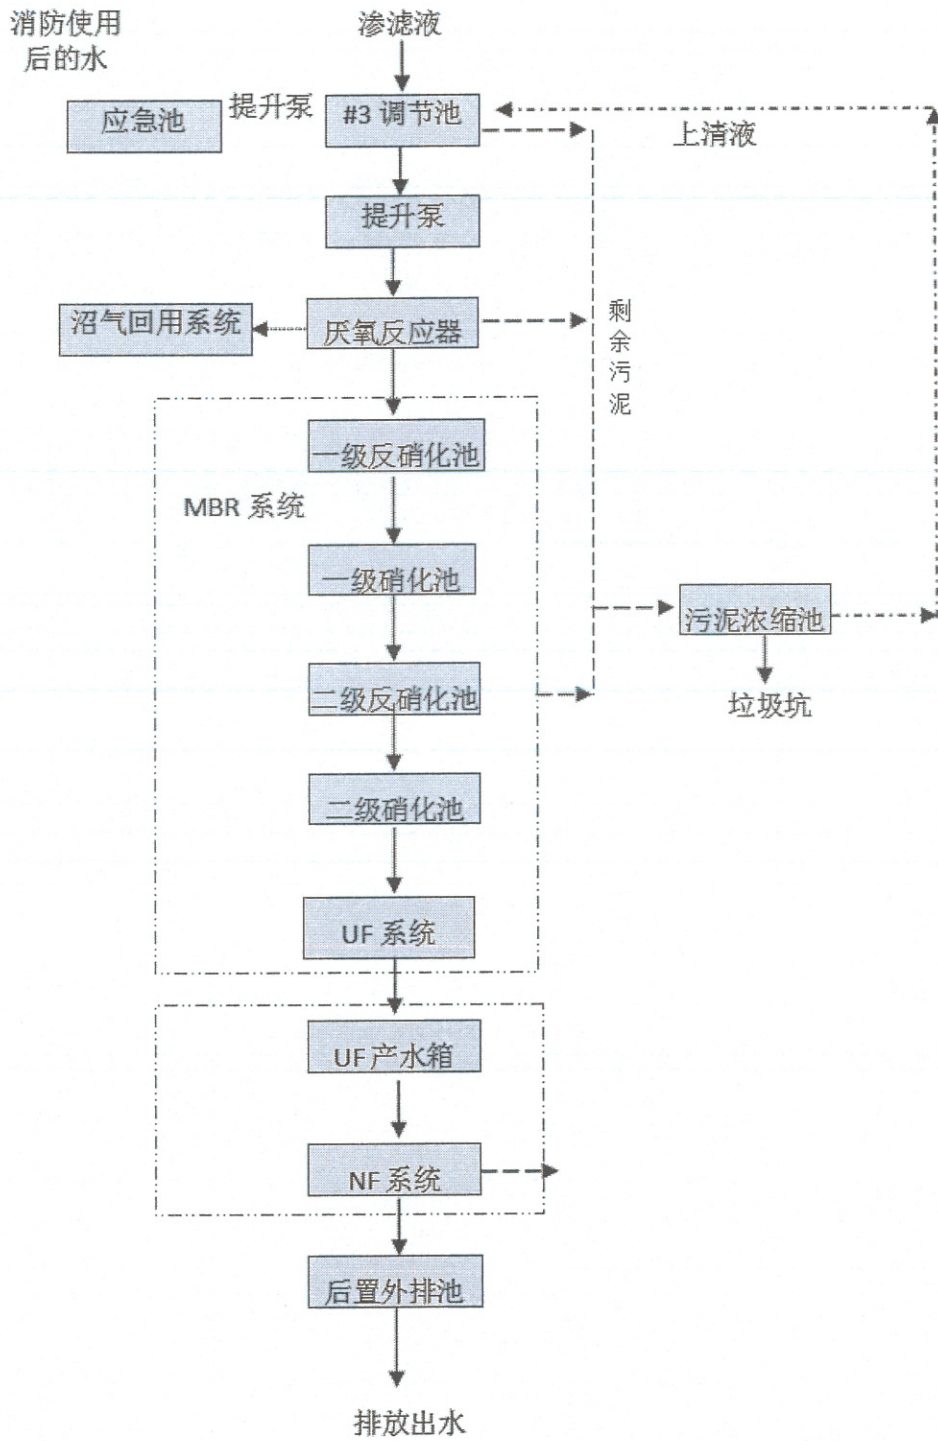 消防使用
后的水
渗滤液
应急池
提升泵
#3 调节池
上清液
提升泵
沼气回用系统
厌氧反应器
剩余污泥
一级反硝化池
MBR 系统
一级硝化池
污泥浓缩池
二级反硝化池
垃圾坑
二级硝化池
UF 系统
UF 产水箱
NF 系统
后置外排池
排放出水